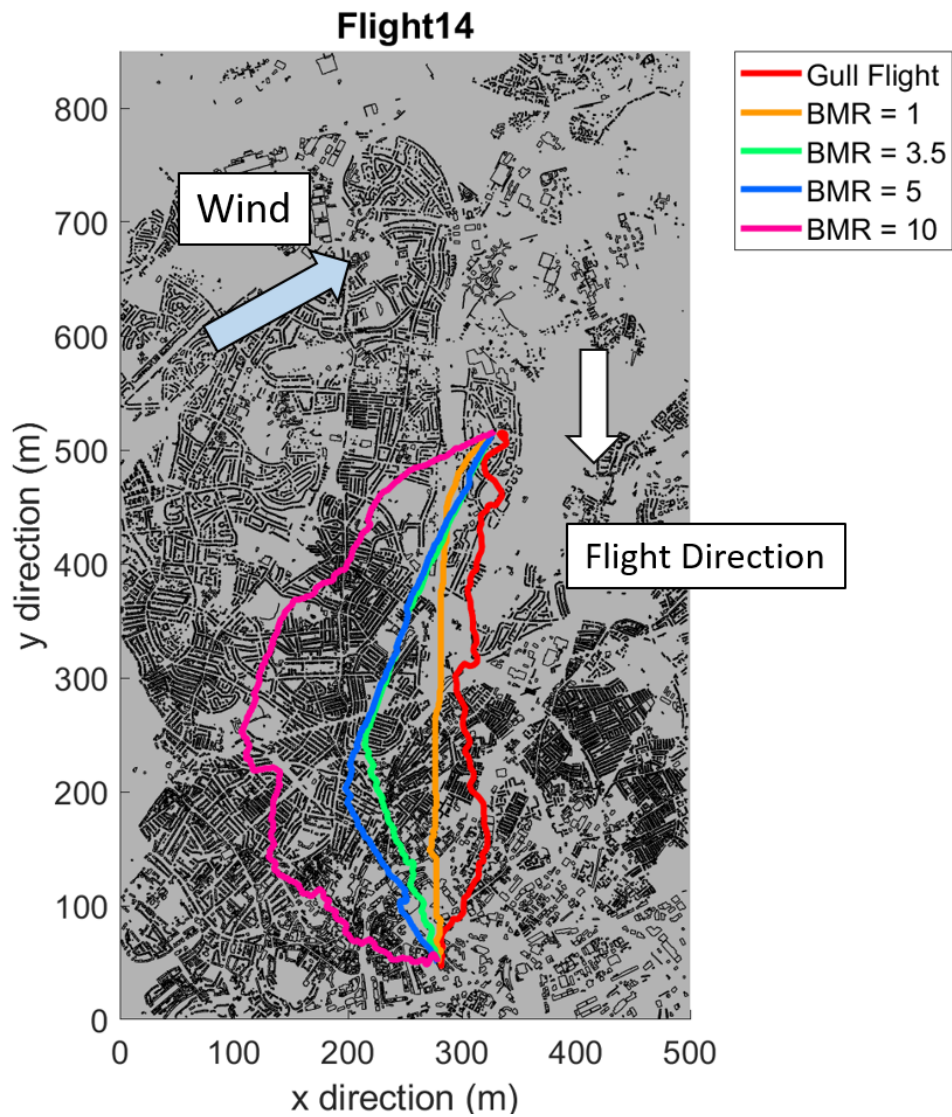 Flight14
Gull Flight
BMR = 1
BMR = 3.5
BMR = 5
BMR = 10
Wind
Flight Direction
y direction (m)
800
700
600
500
400
300
200
100
0
0 100 200 300 400 500
x direction (m)